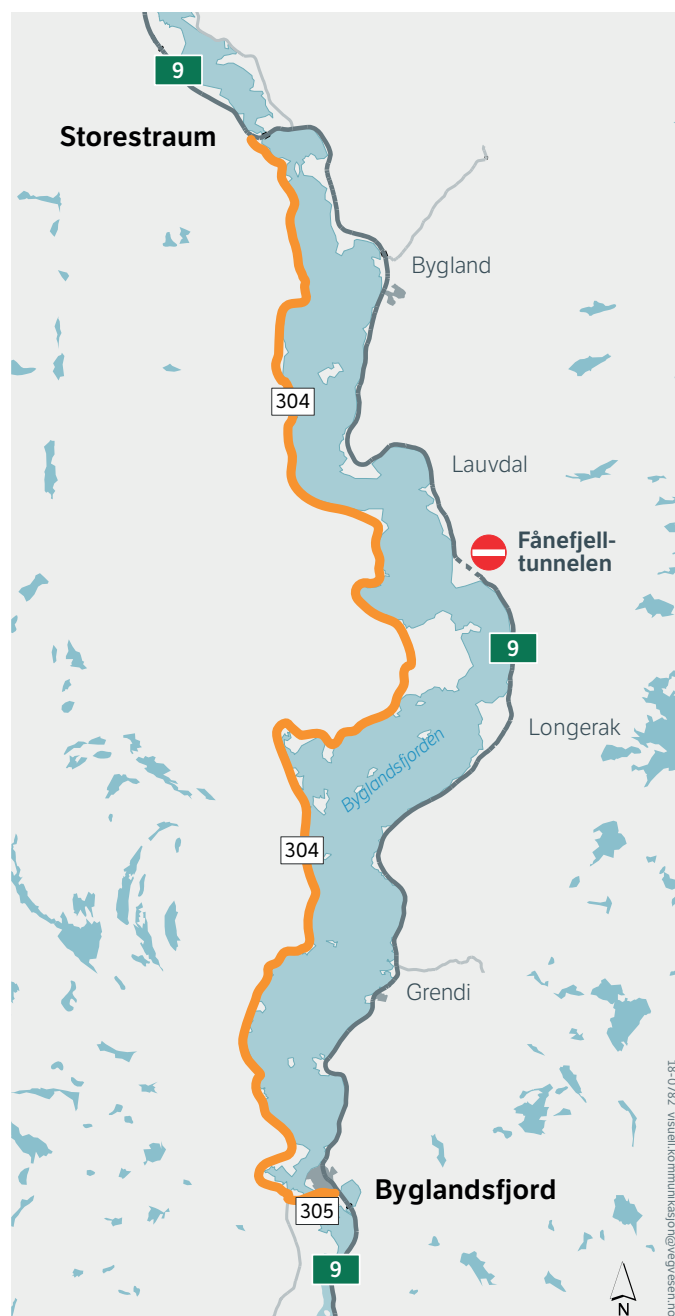 9
Storestraum
Bygland
304
Lauvdal
Fånefjell-
tunnelen
9
Longerak
Byglandsfjorden
304
Grendi
18-0782 visuell.kommunikasjon@vegvesen.no
Byglandsfjord
305
9
N